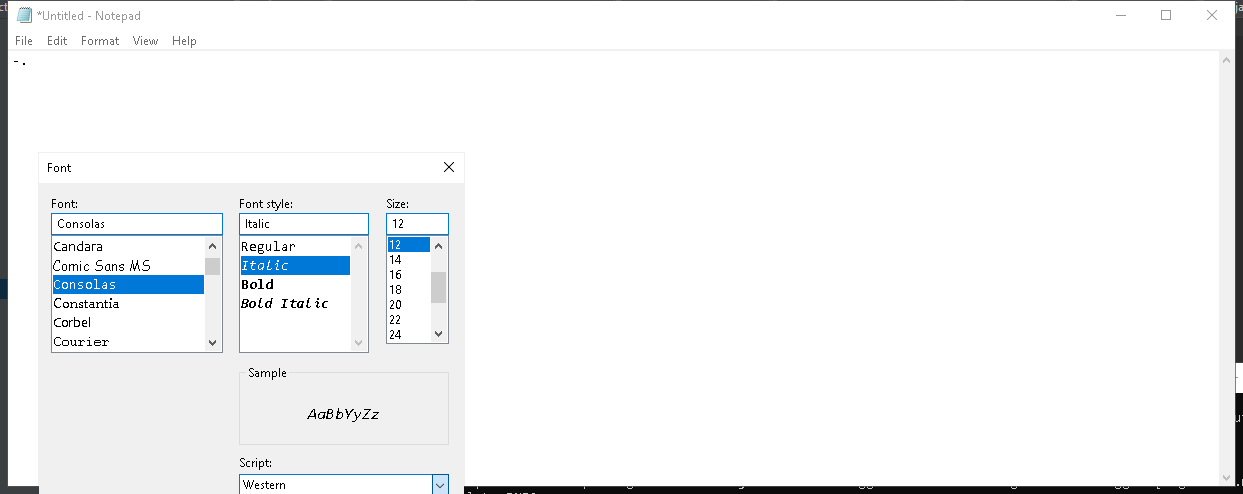 *Untitled - Notepad
File Edit Format View Help
-.
Font
Font: Font style: Size:
Consolas Italic 12
Candara
Comic Sans MS
Consolas
Constantia
Corbel
Courier
Regular
Italic
Bold
Bold Italic
12
14
16
18
20
22
24
Sample
AaBbYyZz
Script:
Western